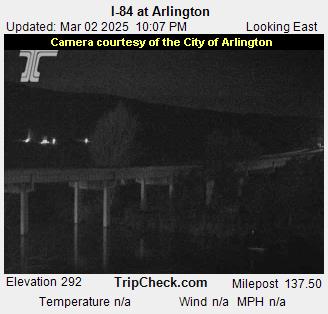 I-84 at Arlington
Updated: Mar 02 2025 10:07 PM Looking East
Camera courtesy of the City of Arlington
Elevation 292 TripCheck.com Milepost 137.50
Temperature n/a Wind n/a MPH n/a